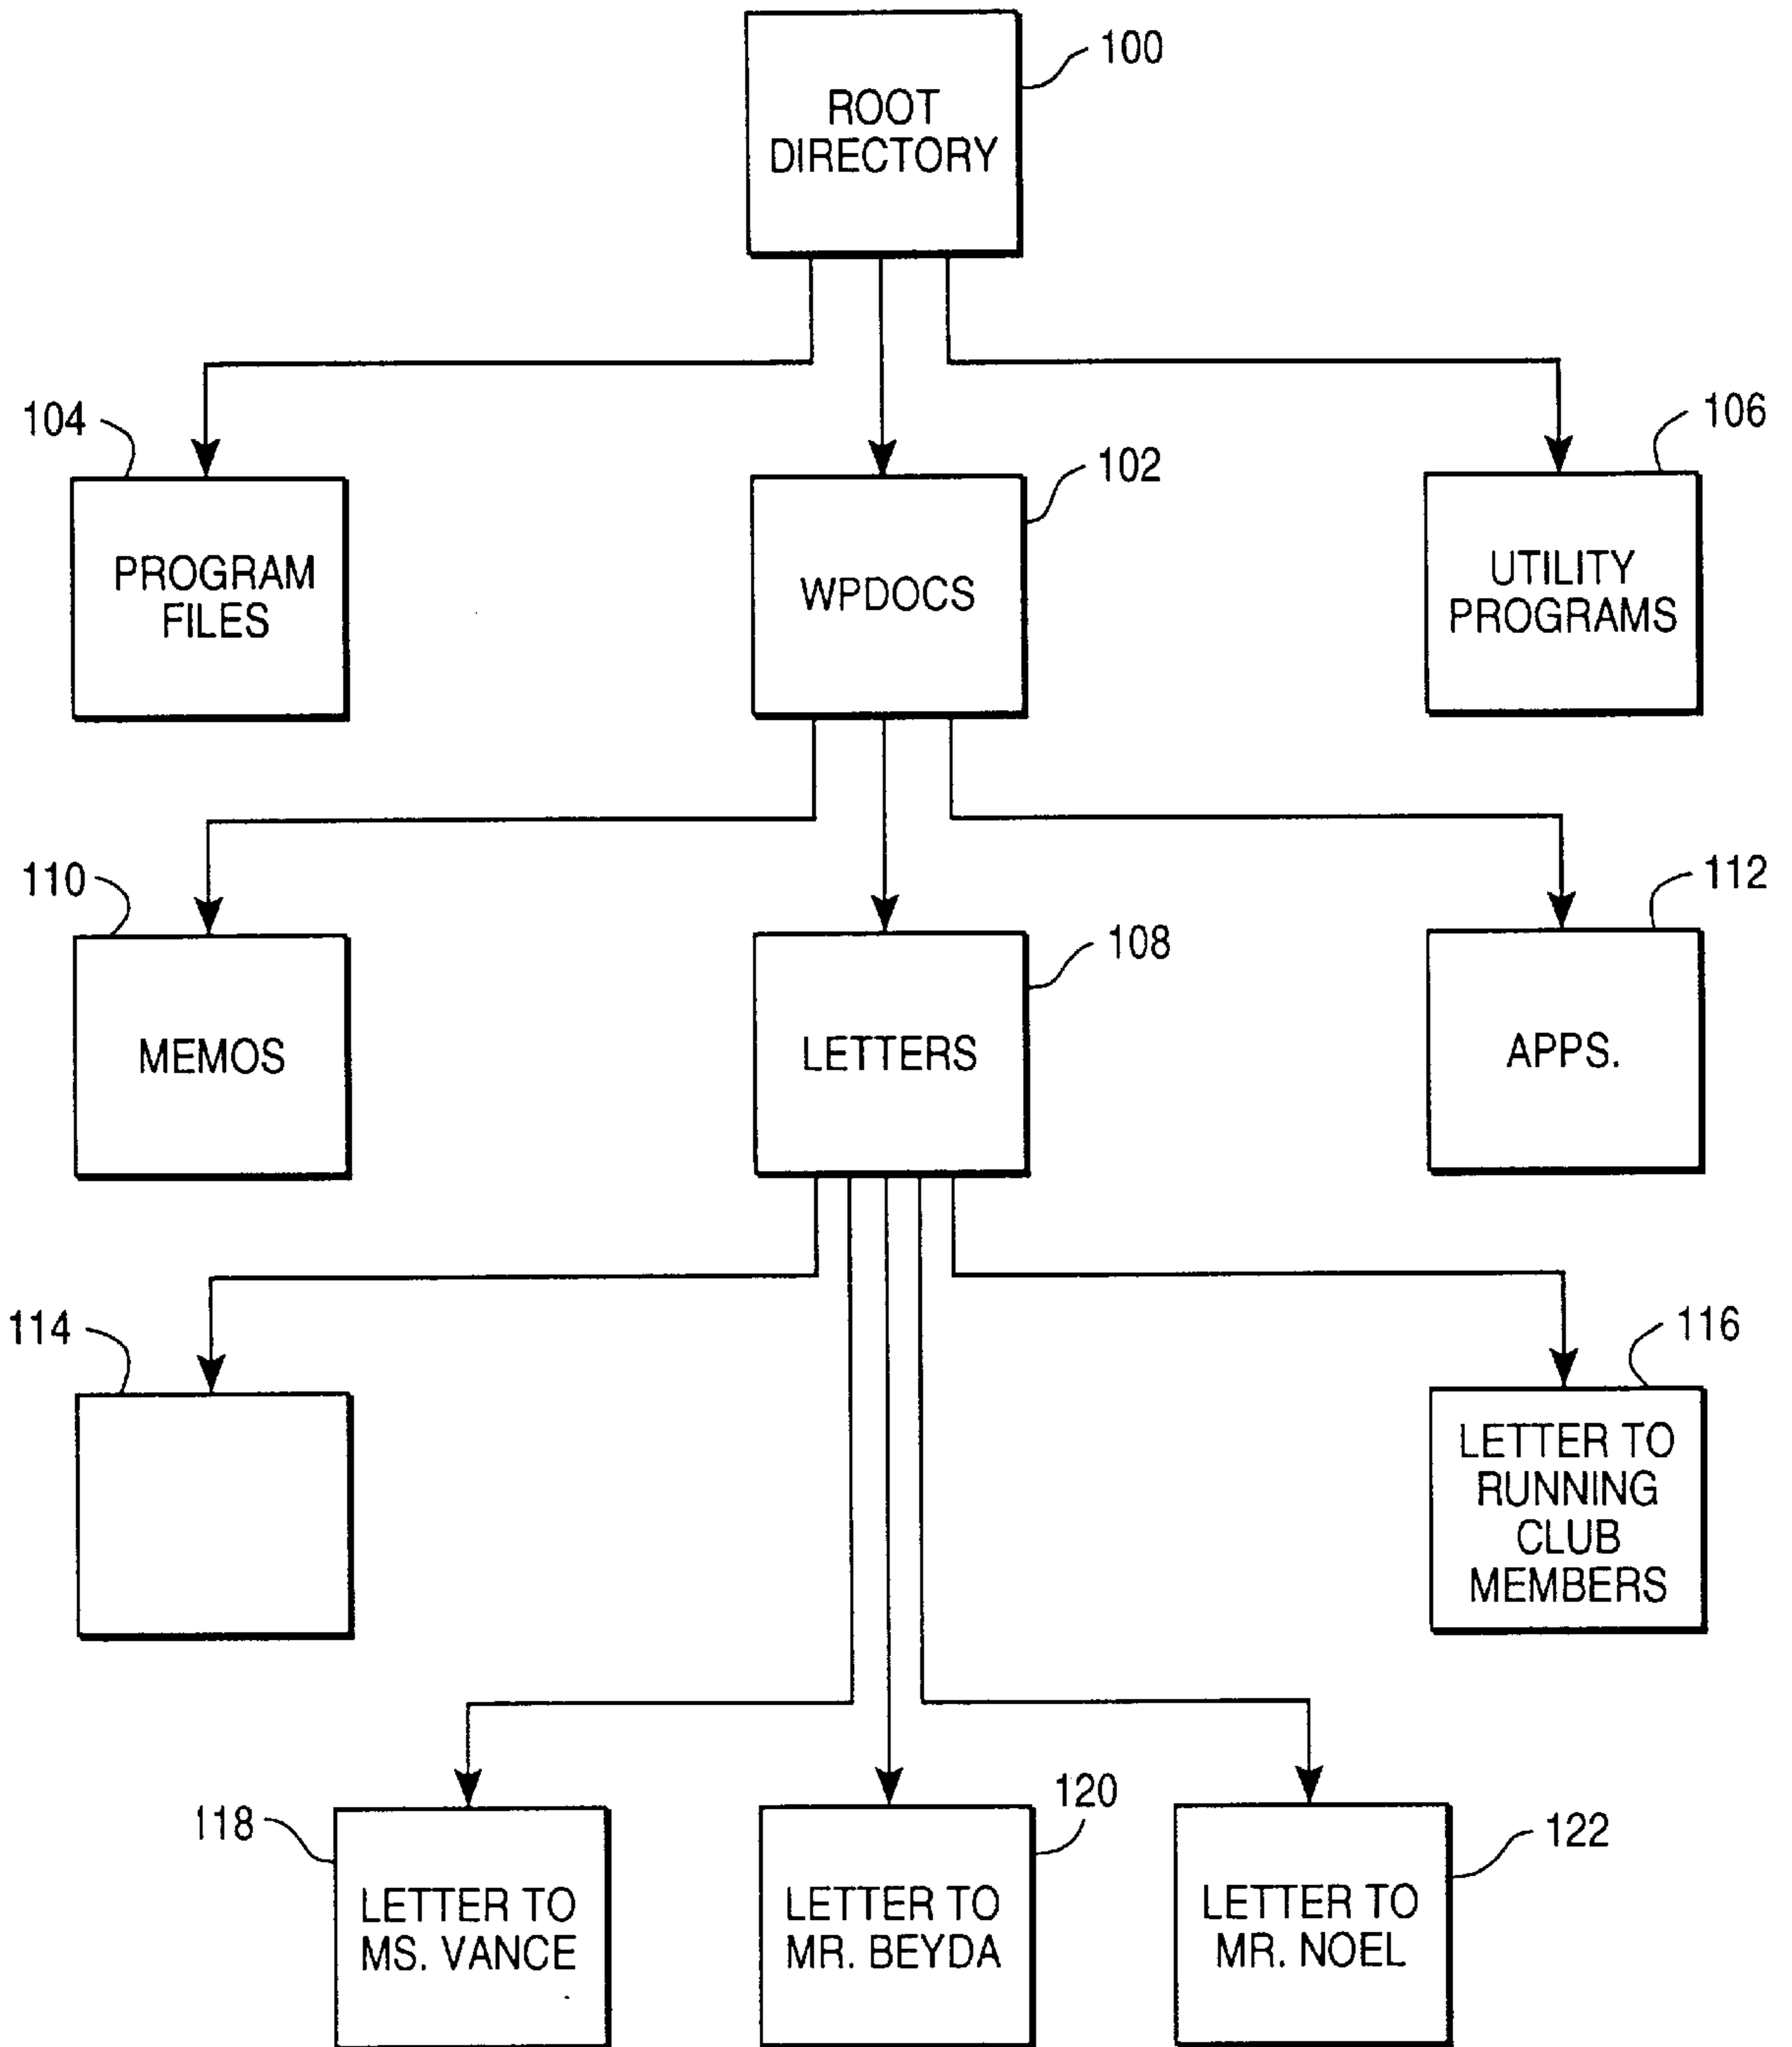 100
ROOT
DIRECTORY
104
106
102
PROGRAM
FILES
WPDOCS
UTILITY
PROGRAMS
110
112
108
MEMOS
LETTERS
APPS.
114
116
LETTER TO
RUNNING
CLUB
MEMBERS
118
120
122
LETTER TO
MS. VANCE
LETTER TO
MR. BEYDA
LETTER TO
MR. NOEL